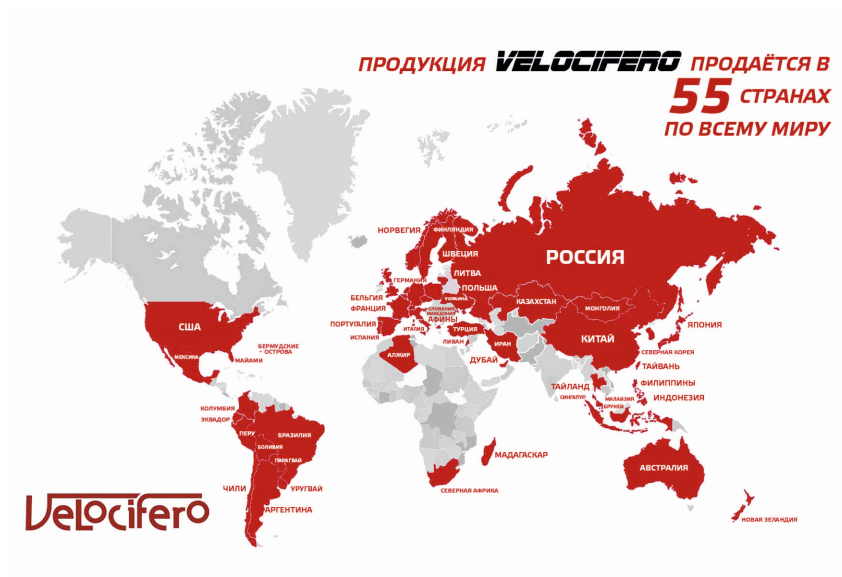 ПРОДУКЦИЯ VELOCIFERO ПРОДАЁТСЯ В
55 СТРАНАХ
ПО ВСЕМУ МИРУ
НОРВЕГИЯ
ФИНЛЯНДИЯ
ШВЕЦИЯ
РОССИЯ
ЛИТВА
ГЕРМАНИЯ
ПОЛЬША
БЕЛЬГИЯ
УКРАИНА
КАЗАХСТАН
МОНГОЛИЯ
ФРАНЦИЯ
СЛОВЕНИЯ
МАКЕДОНИЯ
АФИНЫ
ПОРТУГАЛИЯ
ИТАЛИЯ
ТУРЦИЯ
ЯПОНИЯ
США
ИСПАНИЯ
ЛИВАН
ИРАН
КИТАЙ
БЕРМУДСКИЕ
ОСТРОВА
СЕВЕРНАЯ КОРЕЯ
МЕКСИКА
МАЙАМИ
АЛЖИР
ДУБАЙ
ТАЙВАНЬ
ТАЙЛАНД
ФИЛИППИНЫ
СИНГАПУР
МАЛАЙЗИЯ
ИНДОНЕЗИЯ
БРУНЕЙ
КОЛУМБИЯ
ЭКВАДОР
ПЕРУ
БРАЗИЛИЯ
БОЛИВИЯ
МАДАГАСКАР
ПАРАГВАЙ
АВСТРАЛИЯ
ЧИЛИ
УРУГВАЙ
СЕВЕРНАЯ АФРИКА
АРГЕНТИНА
НОВАЯ ЗЕЛАНДИЯ
Velocifero